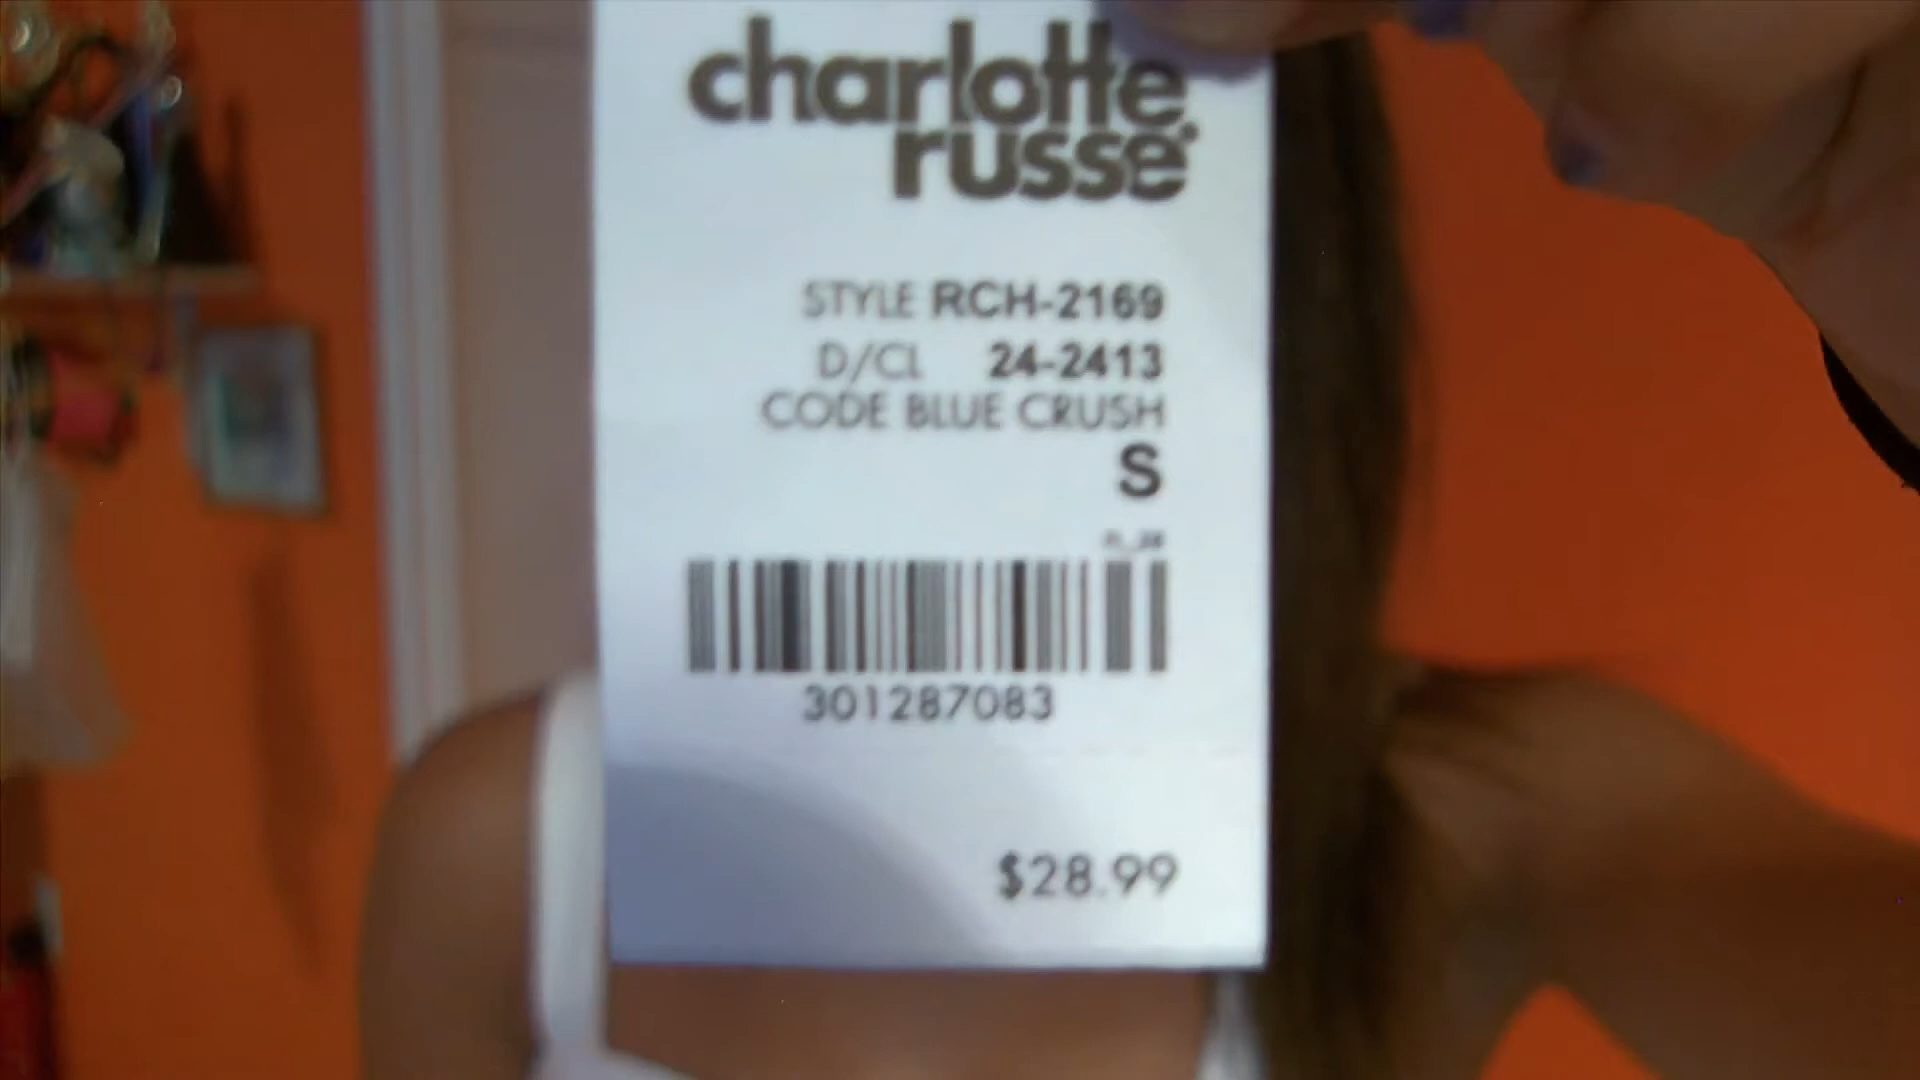 charlotte
russe
STYLE RCH-2169
D/CL 24-2413
CODE BLUE CRUSH
S
301287083
$28.99